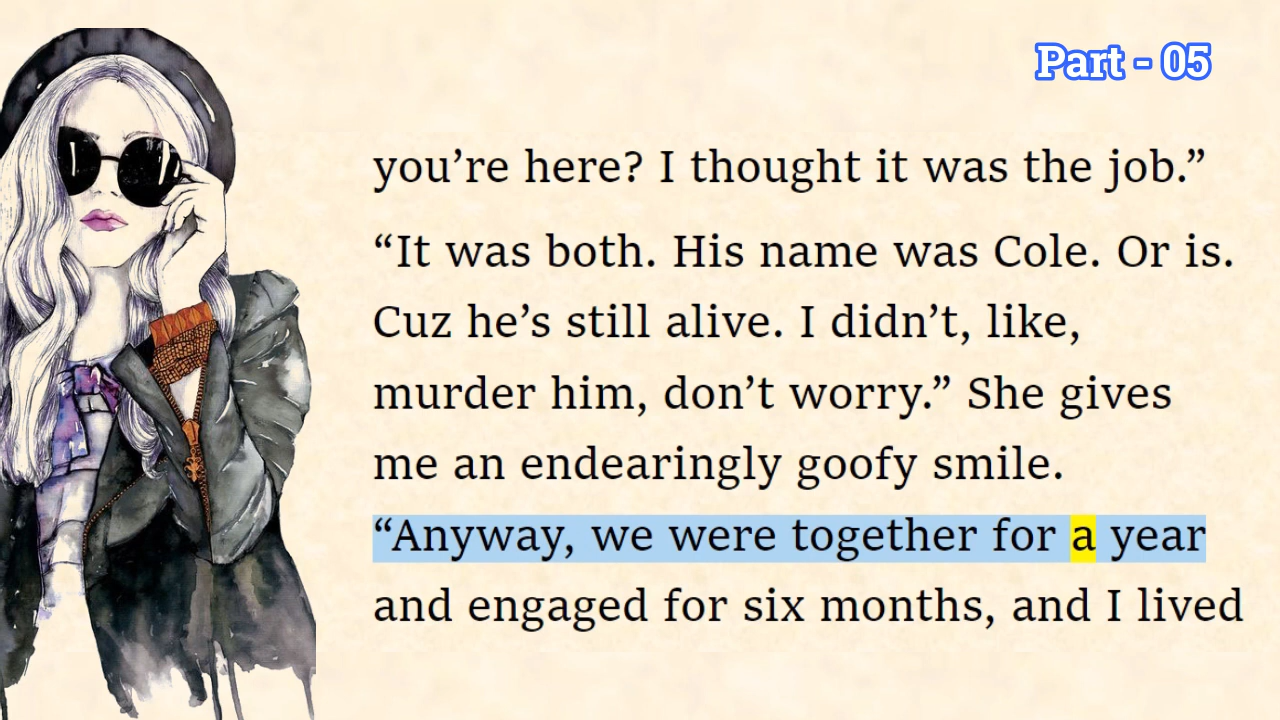 Part - 05
you’re here? I thought it was the job.”
“It was both. His name was Cole. Or is.
Cuz he’s still alive. I didn’t, like,
murder him, don’t worry.” She gives
me an endearingly goofy smile.
“Anyway, we were together for a year
and engaged for six months, and I lived